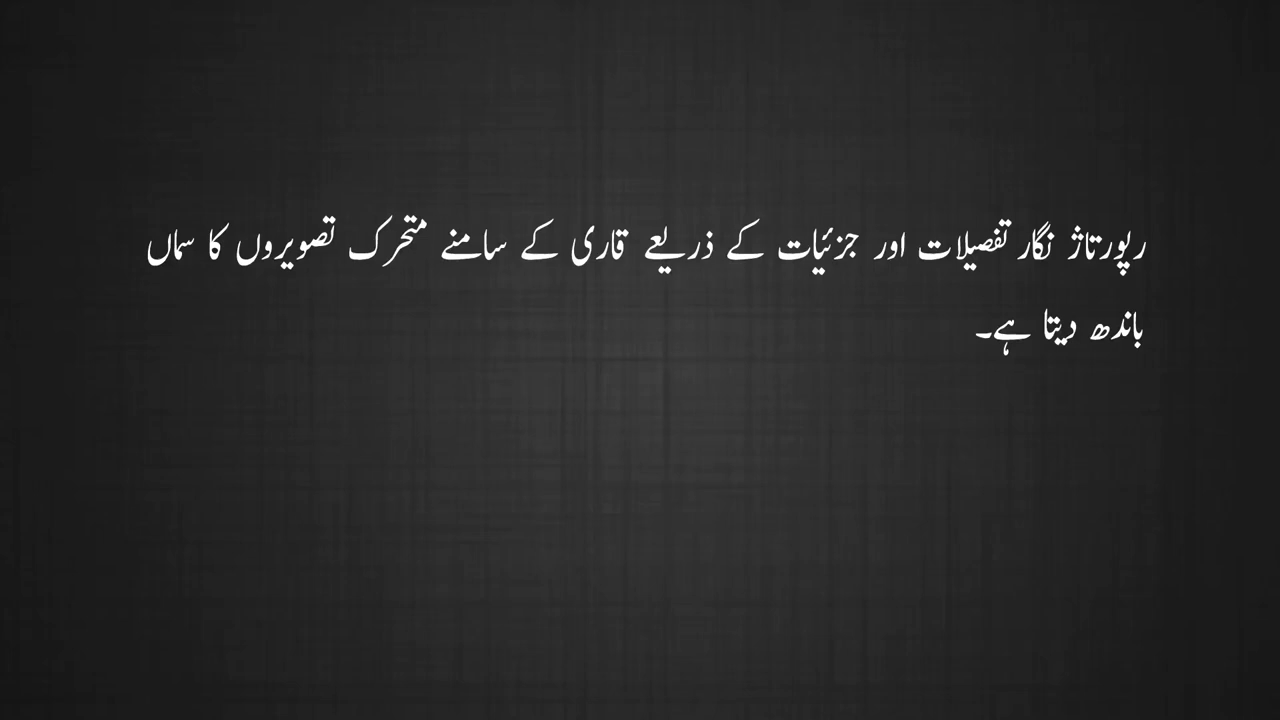 رپورتاژ نگار تفصیلات اور جزئیات کے ذریعے قاری کے سامنے متحرک تصویروں کا سماں
باندھ دیتا ہے۔